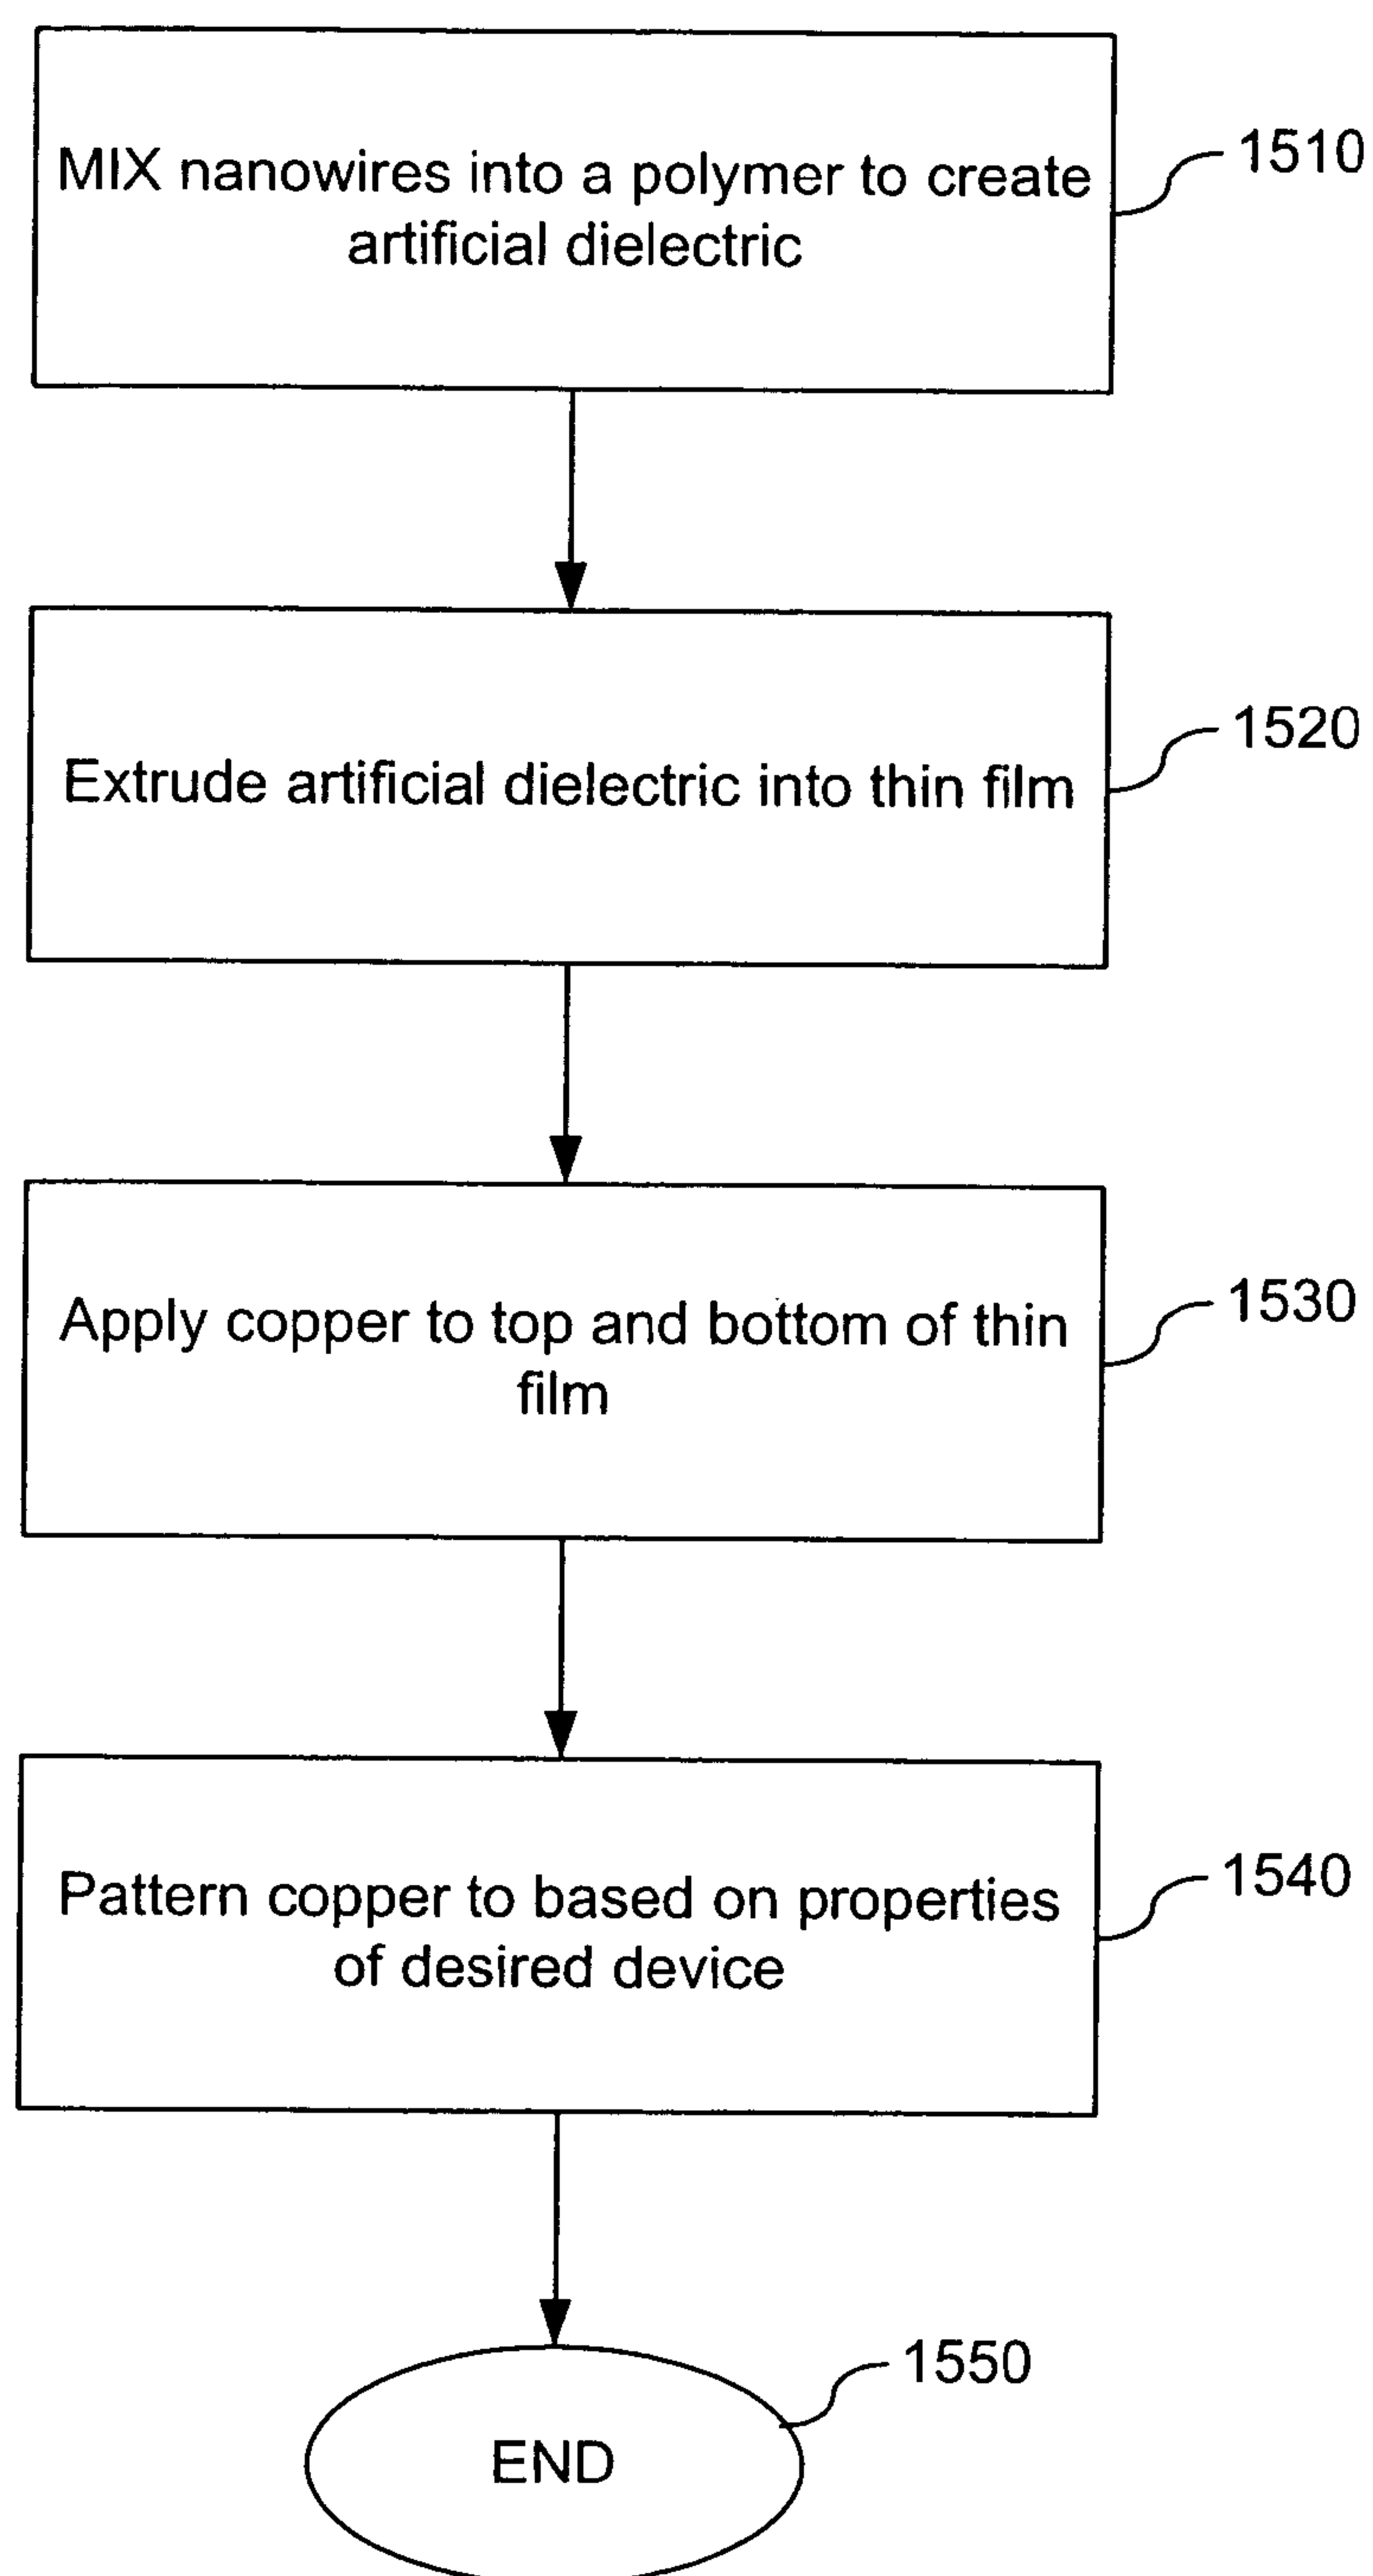 MIX nanowires into a polymer to create
artificial dielectric
1510
Extrude artificial dielectric into thin film
1520
Apply copper to top and bottom of thin
film
1530
Pattern copper to based on properties
of desired device
1540
END
1550